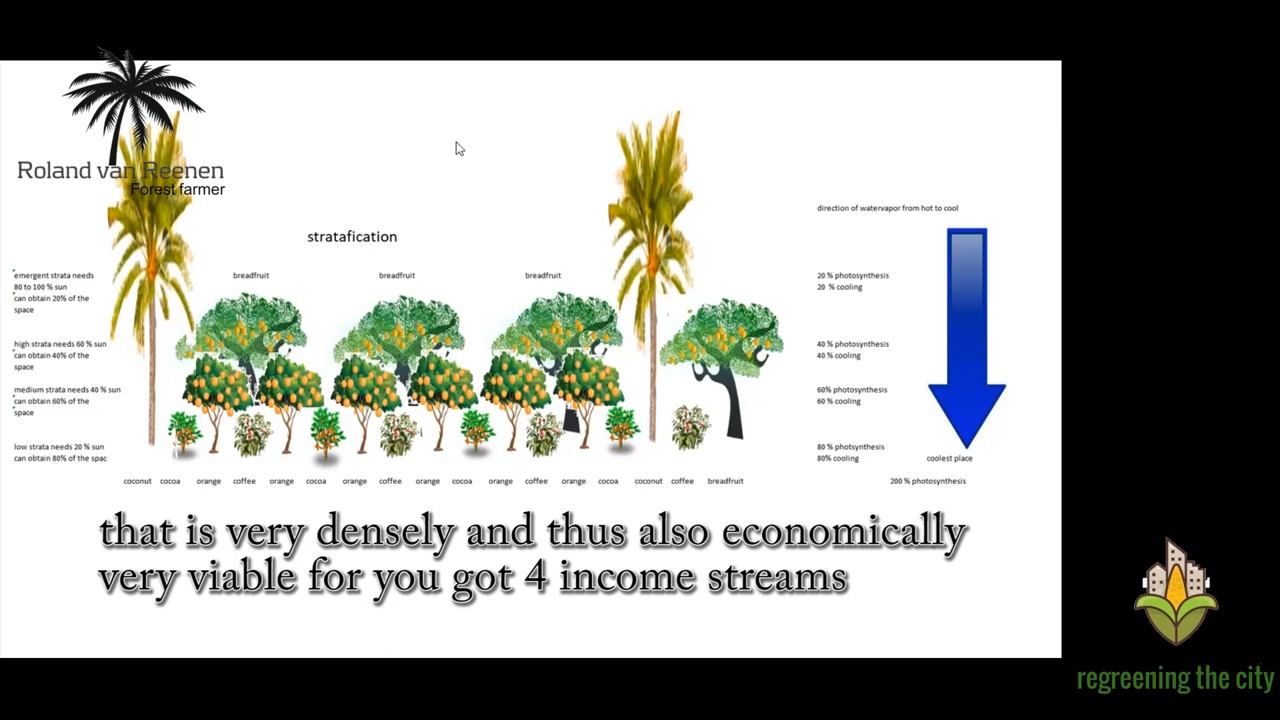 Roland van Reenen
Forest farmer
direction of watervapor from hot to cool
stratafication
emergent strata needs
80 to 100 % sun
can obtain 20% of the
space
breadfruit
breadfruit
breadfruit
20 % photosynthesis
20 % cooling
high strata needs 60 % sun
can obtain 40% of the
space
40 % photosynthesis
40 % cooling
medium strata needs 40 % sun
can obtain 60% of the
space
60% photosynthesis
60 % cooling
low strata needs 20 % sun
can obtain 80% of the spac
80 % photosynthesis
80% cooling
coolest place
coconut cocoa orange coffee orange cocoa orange coffee orange cocoa orange coffee orange cocoa coconut coffee breadfruit
200 % photosynthesis
that is very densely and thus also economically
very viable for you got 4 income streams
regreening the city